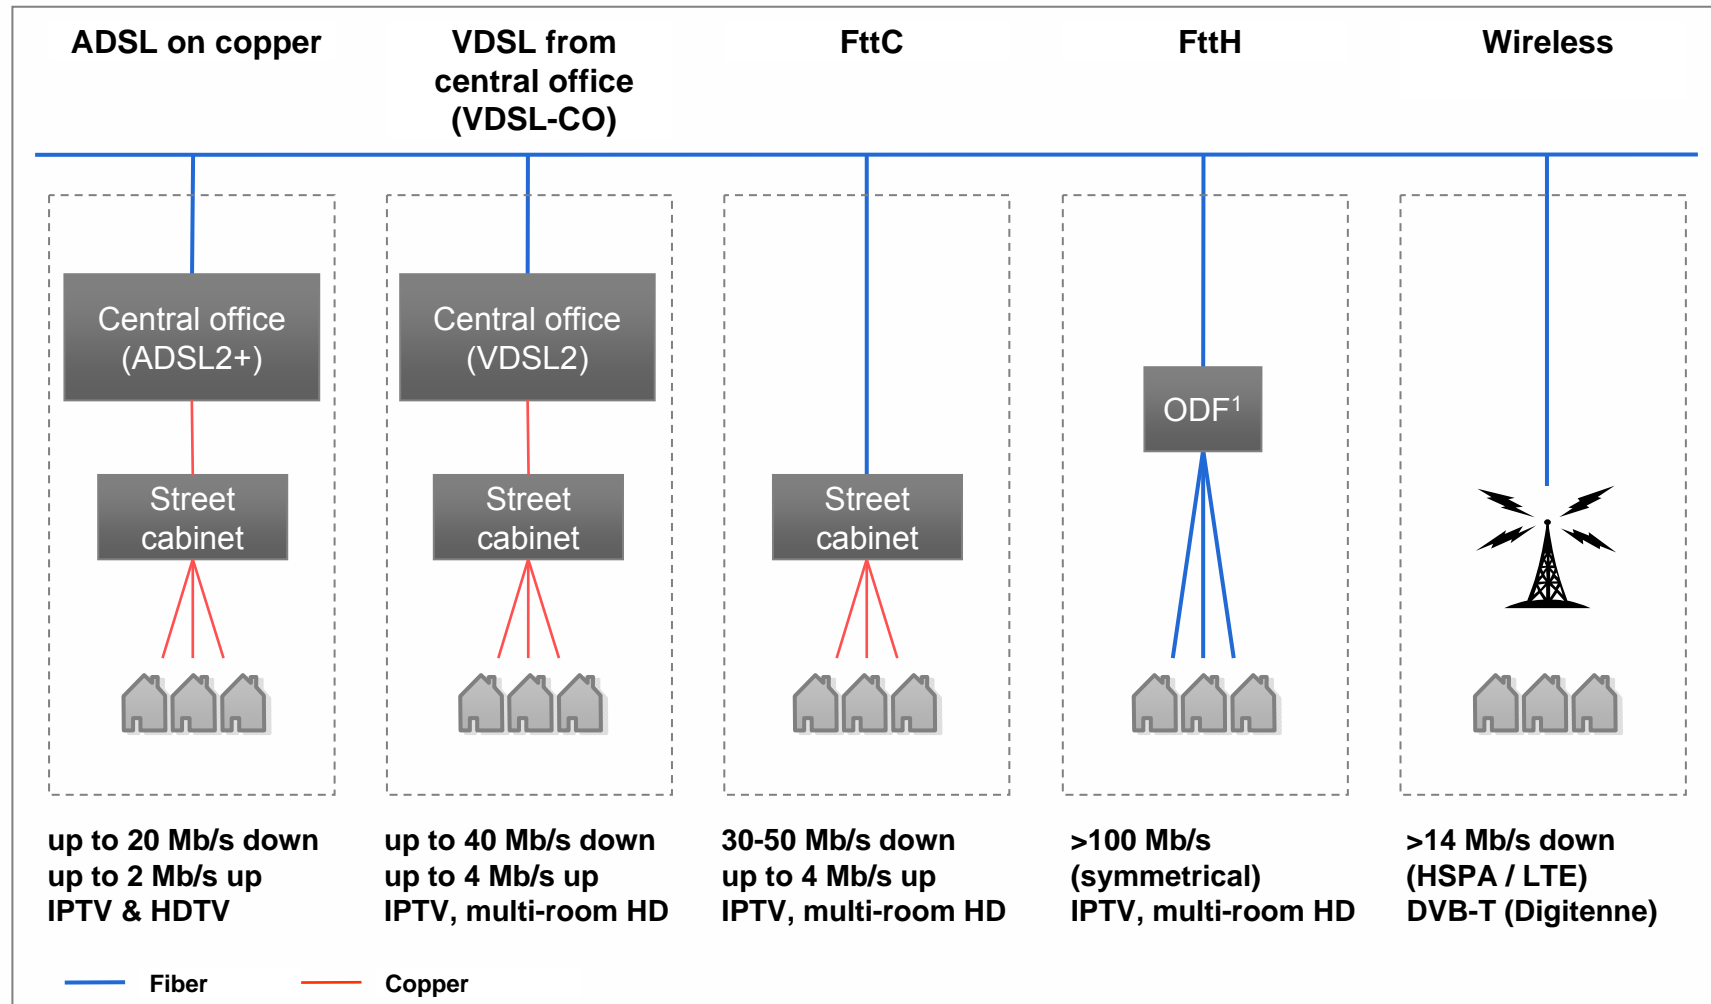 ADSL on copper
VDSL from
central office
(VDSL-CO)
FttC
FttH
Wireless
Central office
(ADSL2+)
Street
cabinet
Central office
(VDSL2)
Street
cabinet
Street
cabinet
ODF¹
up to 20 Mb/s down
up to 2 Mb/s up
IPTV & HDTV
up to 40 Mb/s down
up to 4 Mb/s up
IPTV, multi-room HD
30-50 Mb/s down
up to 4 Mb/s up
IPTV, multi-room HD
>100 Mb/s
(symmetrical)
IPTV, multi-room HD
>14 Mb/s down
(HSPA / LTE)
DVB-T (Digitenne)
Fiber
Copper